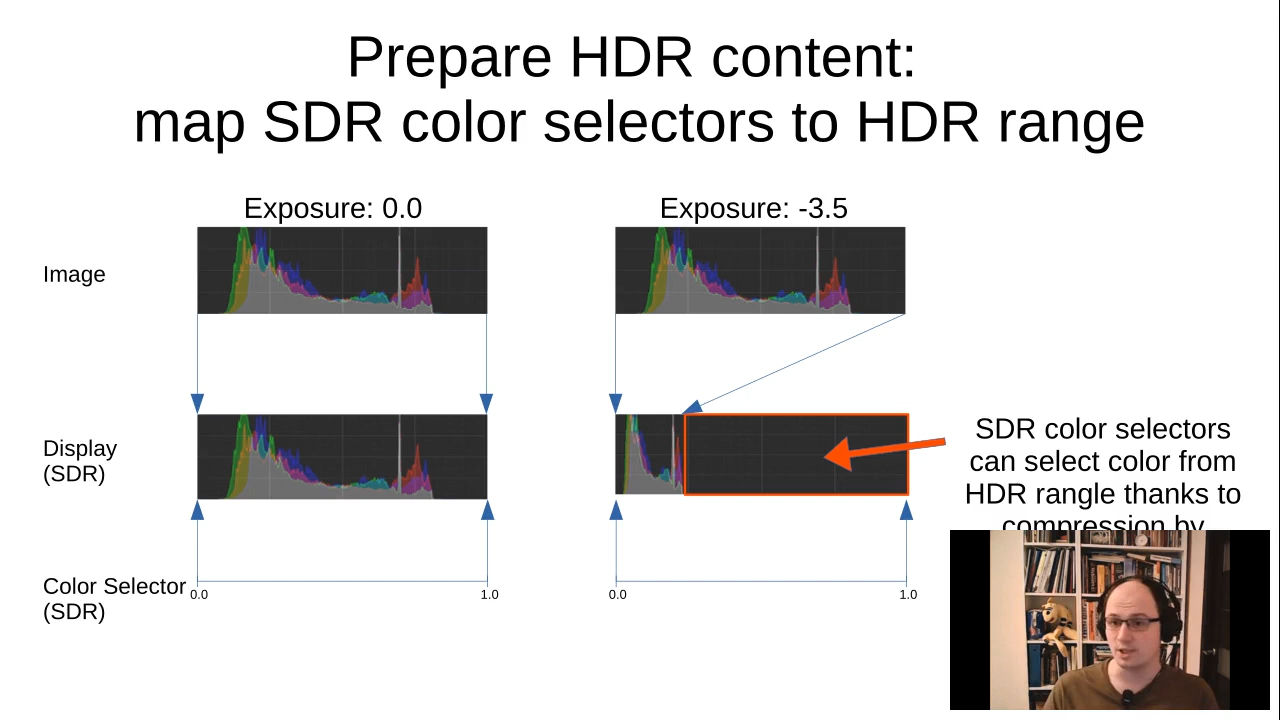 Prepare HDR content:
map SDR color selectors to HDR range
Exposure: 0.0
Exposure: -3.5
Image
Display
(SDR)
SDR color selectors
can select color from
HDR rangle thanks to
compression by
Color Selector
(SDR)
0.0
1.0
0.0
1.0